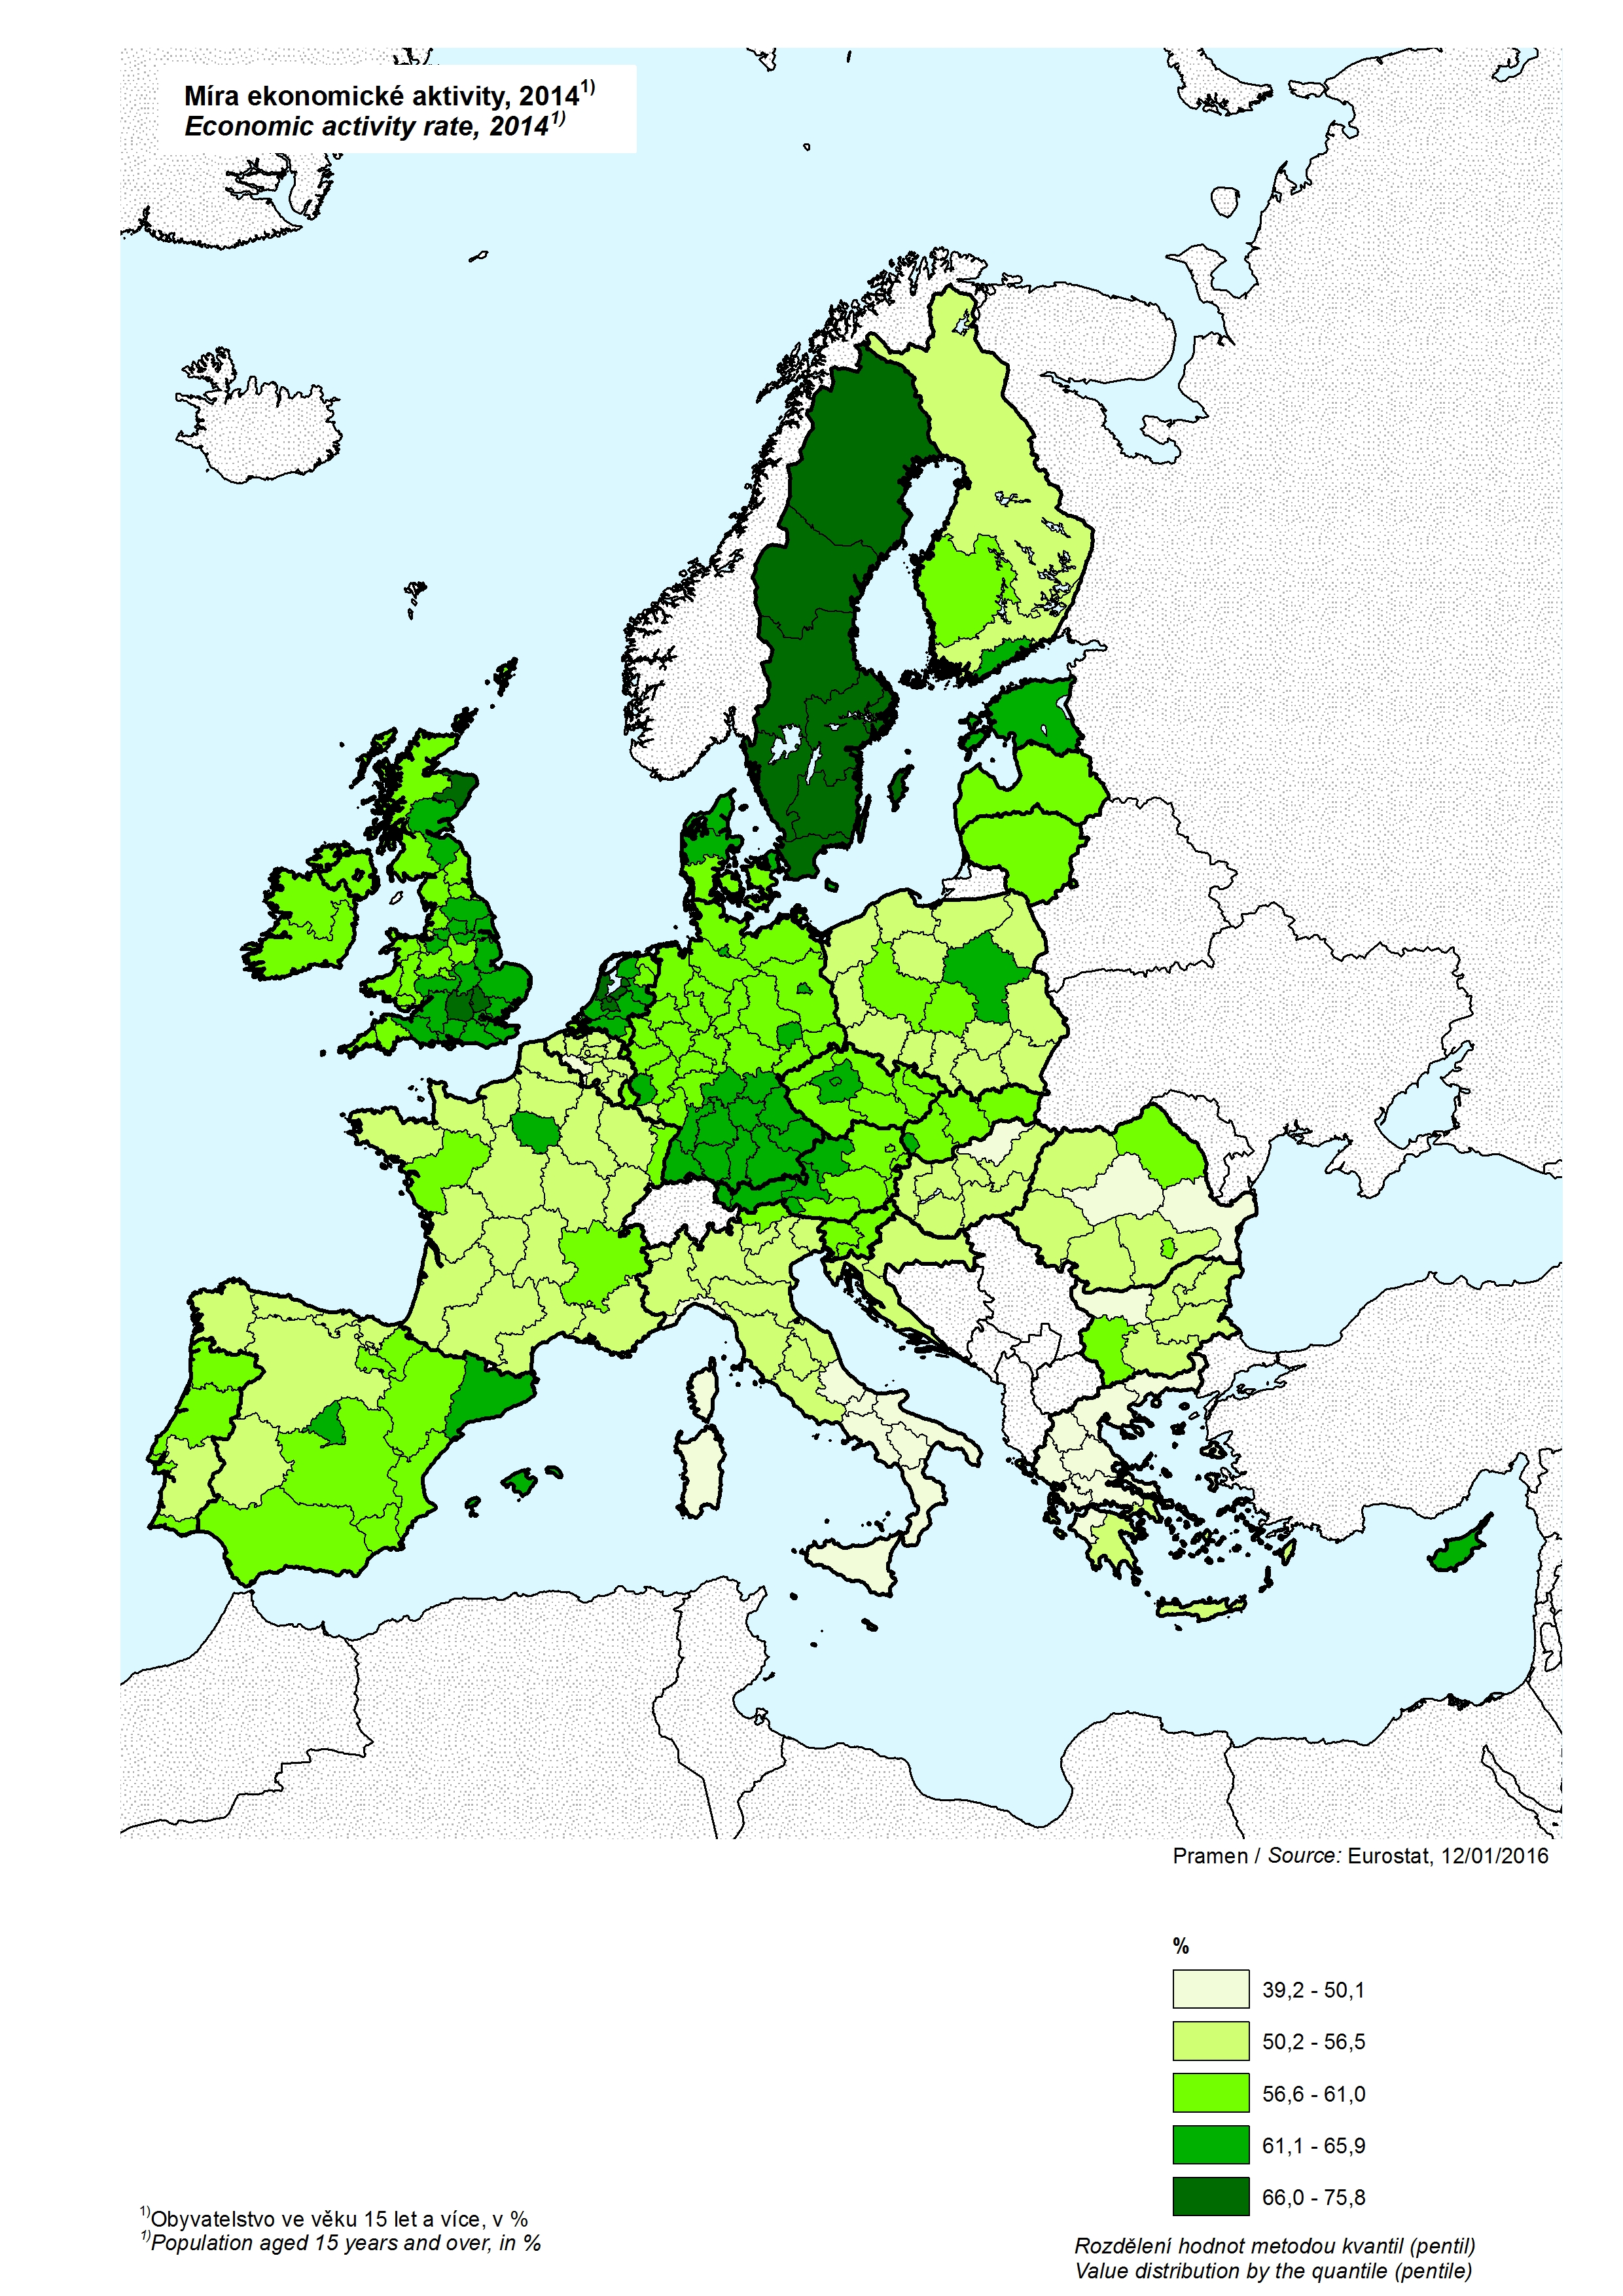 Míra ekonomické aktivity, 2014¹⁾
Economic activity rate, 2014¹⁾
Pramen / Source: Eurostat, 12/01/2016
%
39,2 - 50,1
50,2 - 56,5
56,6 - 61,0
61,1 - 65,9
66,0 - 75,8
¹⁾Obyvatelstvo ve věku 15 let a více, v %
¹⁾Population aged 15 years and over, in %
Rozdělení hodnot metodou kvantil (pentil)
Value distribution by the quantile (pentile)